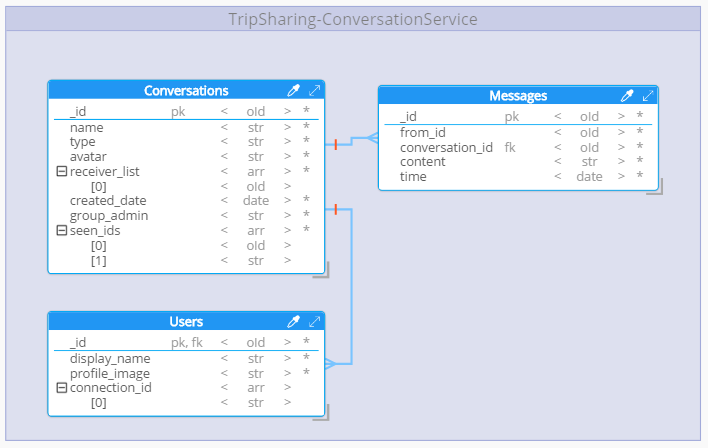 TripSharing-ConversationService
Conversations
_id pk < oId > *
name < str > *
type < str > *
avatar < str > *
receiver_list < arr > *
[0] < oId >
created_date < date > *
group_admin < str > *
seen_ids < arr > *
[0] < oId >
[1] < str >
Messages
_id pk < oId > *
from_id < oId > *
conversation_id fk < oId > *
content < str > *
time < date > *
Users
_id pk, fk < oId > *
display_name < str > *
profile_image < str > *
connection_id < arr >
[0] < str >